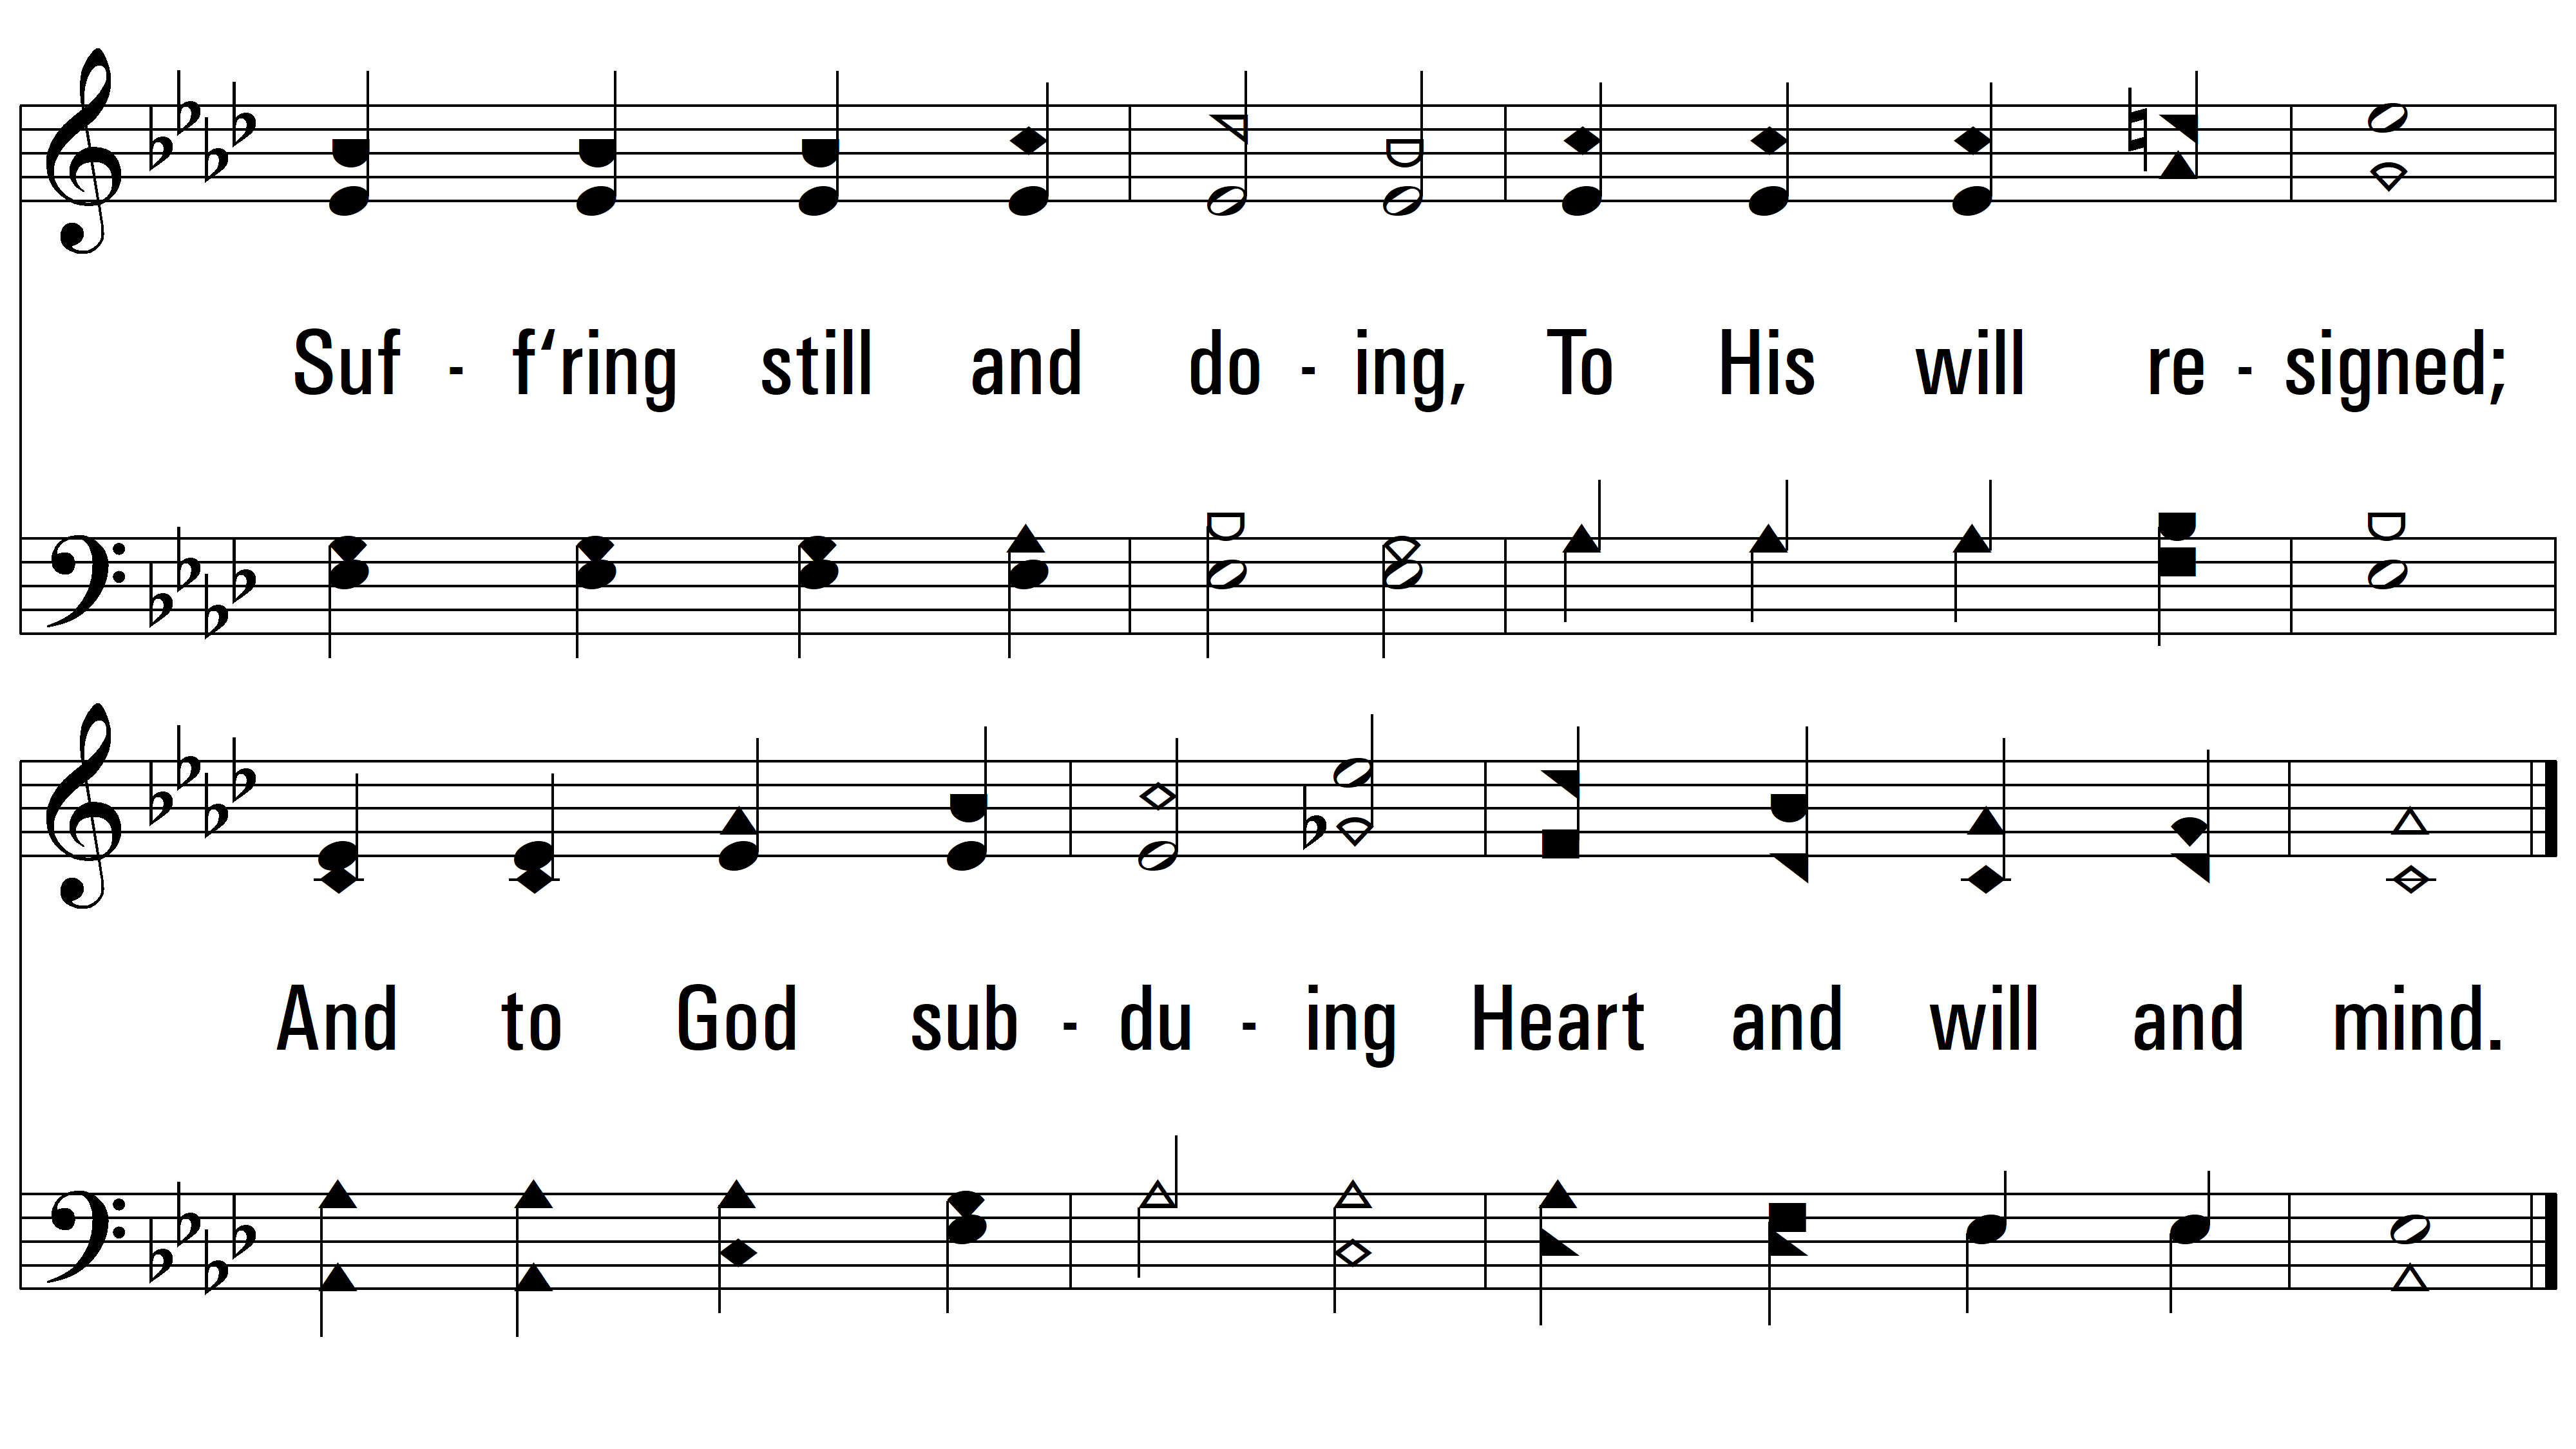 Suf - f‘ring still and do - ing, To His will re - signed;
And to God sub - du - ing Heart and will and mind.